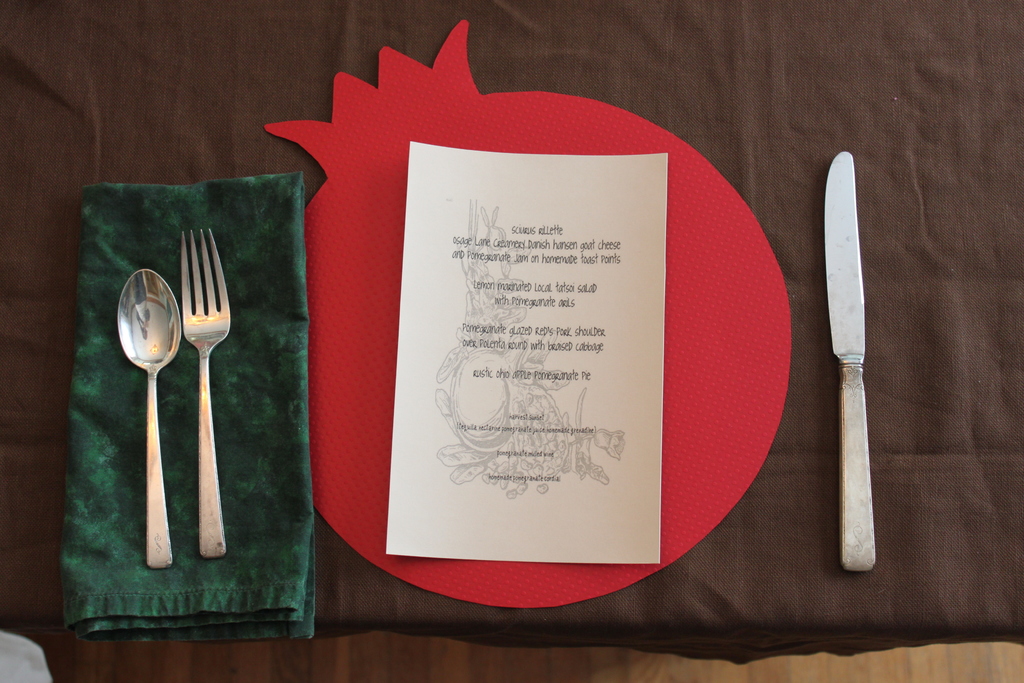 Sciurus Rillette
Osage Lane Creamery Danish hansen goat cheese
and Pomegranate Jam on homemade toast Points
Lemon marinated local tatsoi salad
with Pomegranate arils
Pomegranate glazed Red's Pork shoulder
over Polenta round with braised cabbage
rustic ohio apple Pomegranate Pie
harvest sunset
(tequila nectarine pomegranate juice homemade grenadine)
pomegranate mulled wine
homemade pomegranate cordial